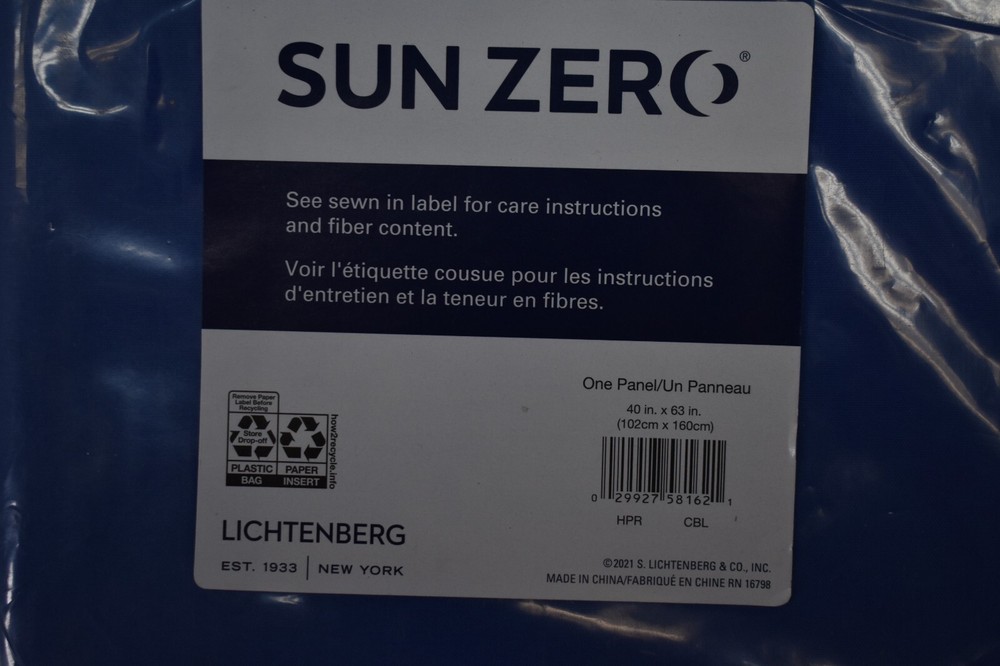 SUN ZERO®
See sewn in label for care instructions
and fiber content.
Voir l'étiquette cousue pour les instructions
d'entretien et la teneur en fibres.
One Panel/Un Panneau
40 in. x 63 in.
(102cm x 160cm)
0 29927 58162 1
HPR CBL
Remove Paper
Label Before
Recycling
Store
Drop-off
PLASTIC PAPER
BAG INSERT
how2recycle.info
LICHTENBERG
EST. 1933 | NEW YORK
©2021 S. LICHTENBERG & CO., INC.
MADE IN CHINA/FABRIQUÉ EN CHINE RN 16798